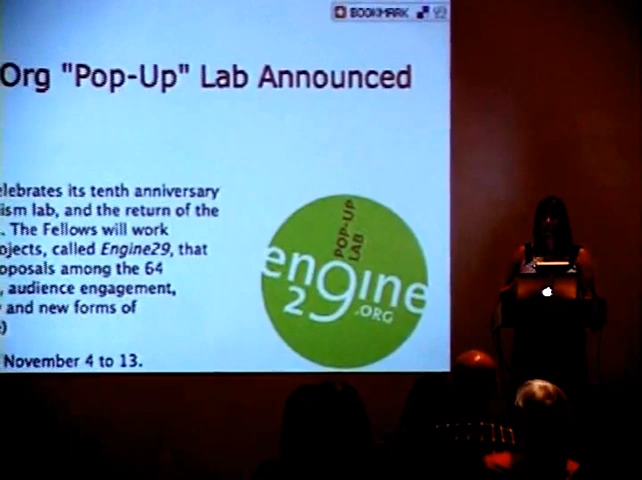 BOOKMARK
Org "Pop-Up" Lab Announced
elebrates its tenth anniversary
ism lab, and the return of the
. The Fellows will work
ojects, called Engine29, that
oposals among the 64
, audience engagement,
and new forms of
)
November 4 to 13.
POP-UP
LAB
engine
29
.ORG